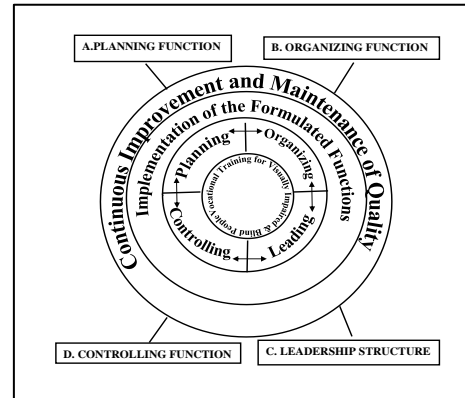 A.PLANNING FUNCTION
B. ORGANIZING FUNCTION
Continuous Improvement and Maintenance of Quality
Implementation of the Formulated Functions
Planning
Organizing
Vocational Training for Visually Impaired & Blind People
Controlling
Leading
D. CONTROLLING FUNCTION
C. LEADERSHIP STRUCTURE